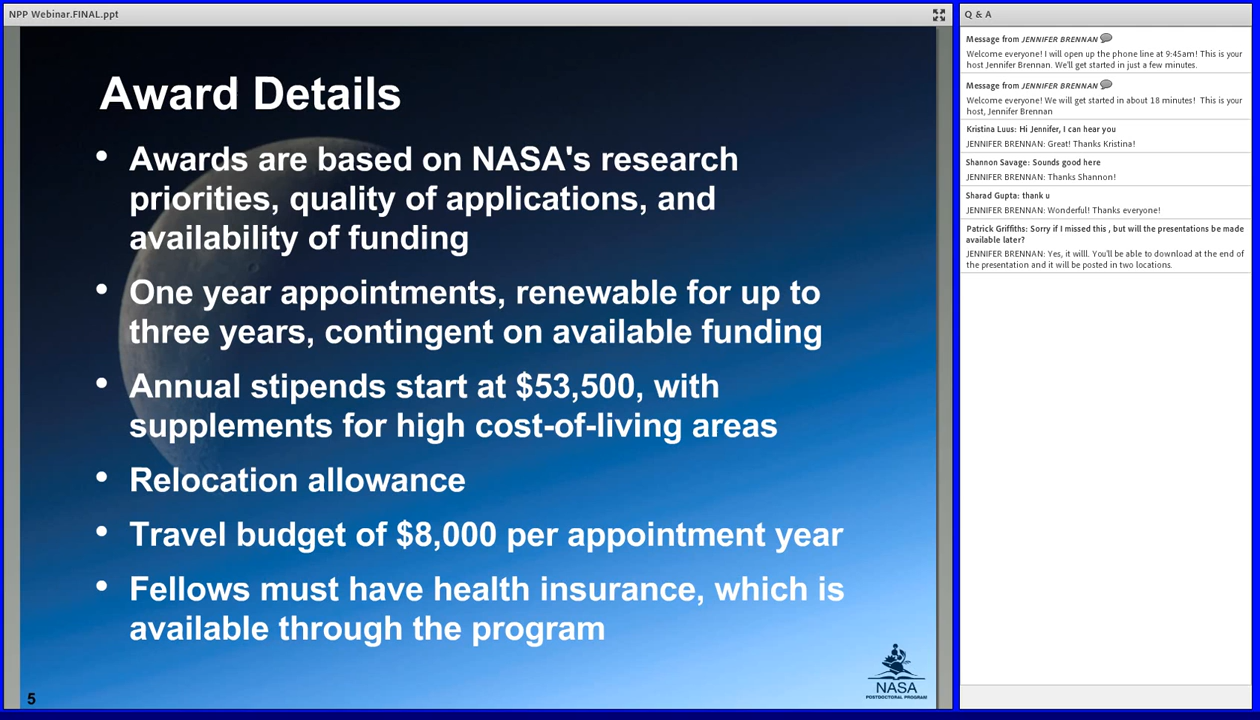 NPP Webinar.FINAL.ppt
Award Details
• Awards are based on NASA's research
priorities, quality of applications, and
availability of funding
• One year appointments, renewable for up to
three years, contingent on available funding
• Annual stipends start at $53,500, with
supplements for high cost-of-living areas
• Relocation allowance
• Travel budget of $8,000 per appointment year
• Fellows must have health insurance, which is
available through the program
NASA
POSTDOCTORAL PROGRAM
5
Q & A
Message from JENNIFER BRENNAN
Welcome everyone! I will open up the phone line at 9:45am! This is your
host Jennifer Brennan. We'll get started in just a few minutes.
Message from JENNIFER BRENNAN
Welcome everyone! We will get started in about 18 minutes! This is your
host, Jennifer Brennan
Kristina Luus: Hi Jennifer, I can hear you
JENNIFER BRENNAN: Great! Thanks Kristina!
Shannon Savage: Sounds good here
JENNIFER BRENNAN: Thanks Shannon!
Sharad Gupta: thank u
JENNIFER BRENNAN: Wonderful! Thanks everyone!
Patrick Griffiths: Sorry if I missed this , but will the presentations be made
available later?
JENNIFER BRENNAN: Yes, it willl. You'll be able to download at the end of
the presentation and it will be posted in two locations.